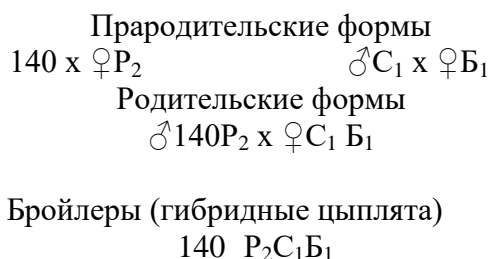 Прародительские формы
140 x ♀Р₂ ♂С₁ x ♀Б₁
Родительские формы
♂140Р₂ x ♀С₁ Б₁
Бройлеры (гибридные цыплята)
140 Р₂С₁Б₁